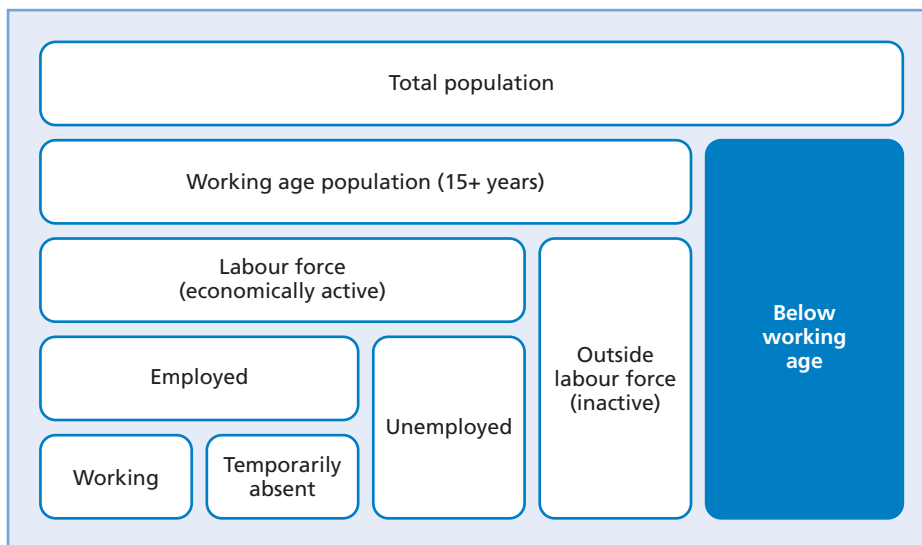 Total population
Working age population (15+ years)
Labour force
(economically active)
Below
working
age
Outside
labour force
(inactive)
Employed
Unemployed
Working
Temporarily
absent